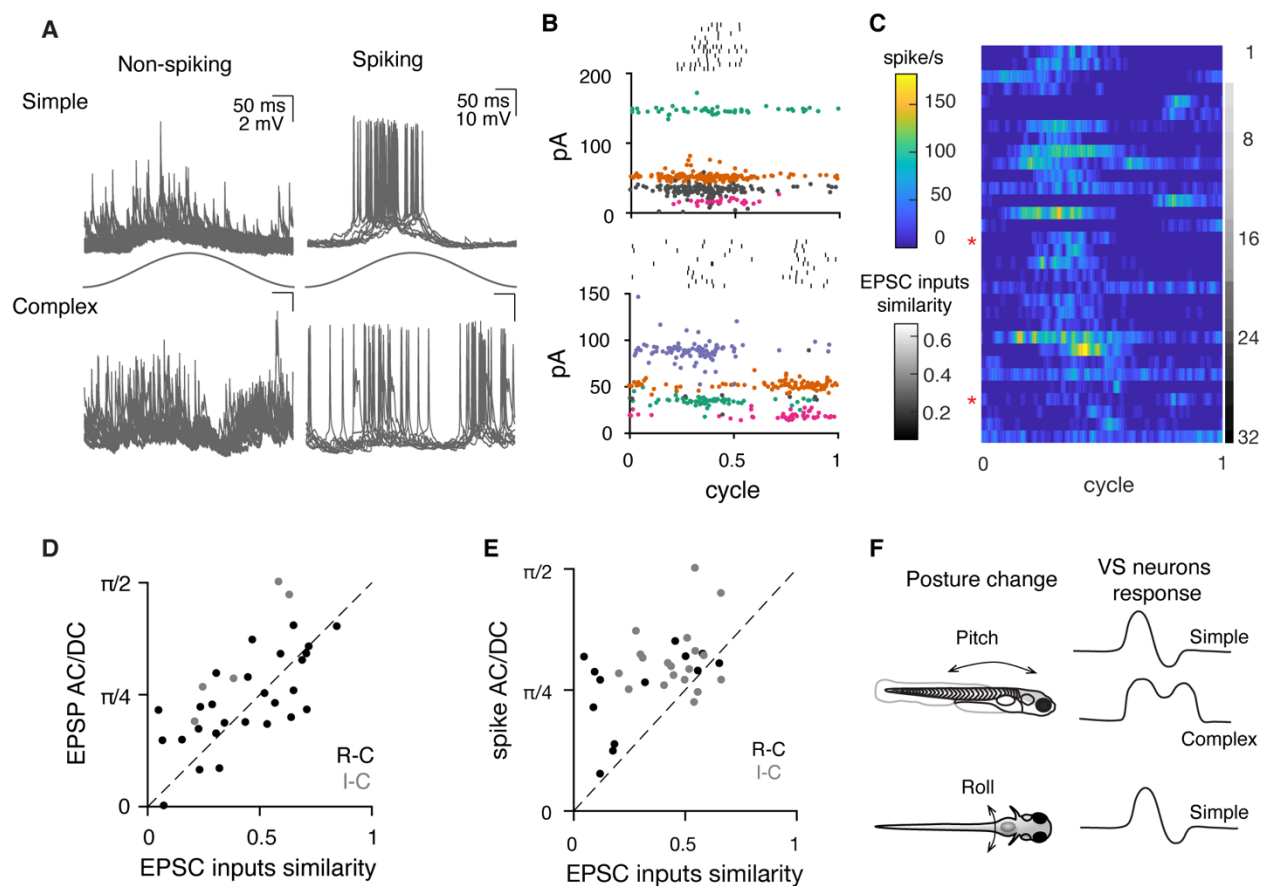 A
Non-spiking
Spiking
Simple
50 ms
2 mV
50 ms
10 mV
Complex
B
200
pA
100
0
150
pA
100
50
0
0
0.5
1
cycle
C
spike/s
150
100
50
0
EPSC inputs
similarity
0.6
0.4
0.2
*
*
1
8
16
24
32
0
1
cycle
D
EPSP AC/DC
π/2
π/4
0
R-C
I-C
0
0.5
1
EPSC inputs similarity
E
spike AC/DC
π/2
π/4
0
R-C
I-C
0
0.5
1
EPSC inputs similarity
F
Posture change
VS neurons
response
Pitch
Simple
Complex
Roll
Simple